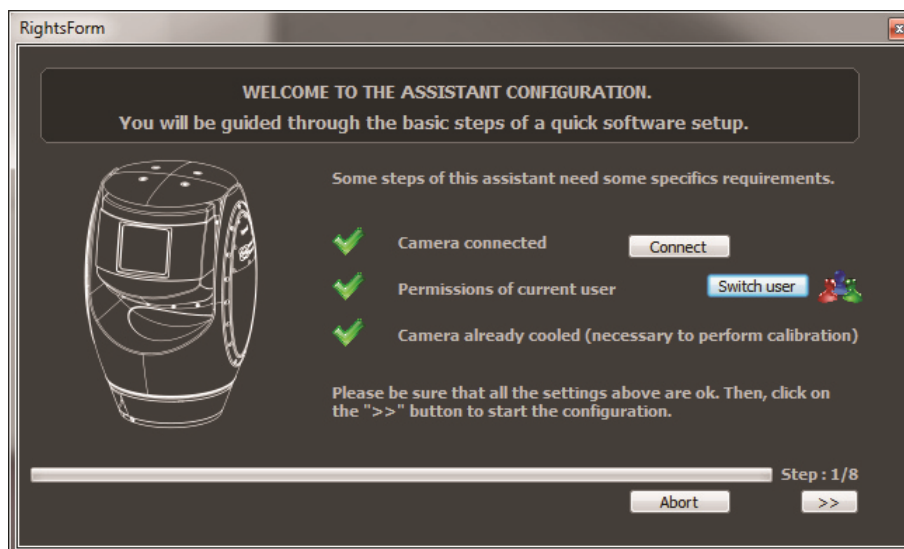 RightsForm
WELCOME TO THE ASSISTANT CONFIGURATION.
You will be guided through the basic steps of a quick software setup.
Some steps of this assistant need some specifics requirements.
Camera connected
Connect
Permissions of current user
Switch user
Camera already cooled (necessary to perform calibration)
Please be sure that all the settings above are ok. Then, click on
the ">>" button to start the configuration.
Step : 1/8
Abort
>>